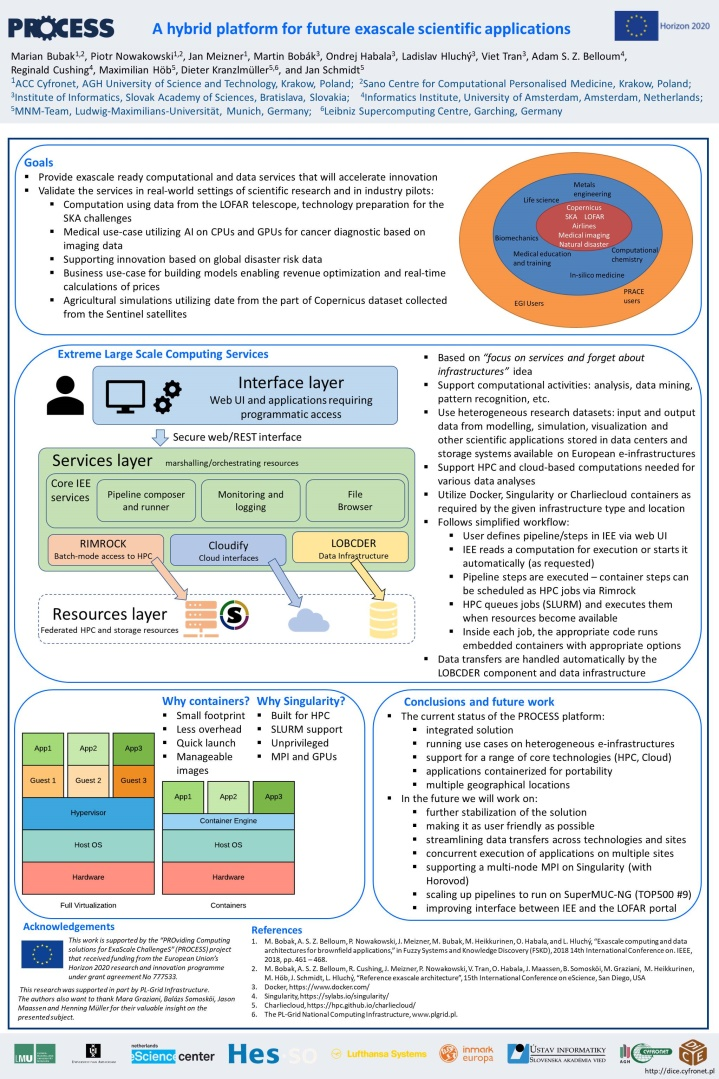 PROCESS
A hybrid platform for future exascale scientific applications
Horizon 2020
Marian Bubak1,2, Piotr Nowakowski1,2, Jan Meizner1, Martin Bobák3, Ondrej Habala3, Ladislav Hluchý3, Viet Tran3, Adam S. Z. Belloum4,
Reginald Cushing4, Maximilian Höb5, Dieter Kranzlmüller5,6, and Jan Schmidt5
1ACC Cyfronet, AGH University of Science and Technology, Krakow, Poland; 2Sano Centre for Computational Personalised Medicine, Krakow, Poland;
3Institute of Informatics, Slovak Academy of Sciences, Bratislava, Slovakia; 4Informatics Institute, University of Amsterdam, Amsterdam, Netherlands;
5MNM-Team, Ludwig-Maximilians-Universität, Munich, Germany; 6Leibniz Supercomputing Centre, Garching, Germany
Goals
▪ Provide exascale ready computational and data services that will accelerate innovation
▪ Validate the services in real-world settings of scientific research and in industry pilots:
▪ Computation using data from the LOFAR telescope, technology preparation for the
SKA challenges
▪ Medical use-case utilizing AI on CPUs and GPUs for cancer diagnostic based on
imaging data
▪ Supporting innovation based on global disaster risk data
▪ Business use-case for building models enabling revenue optimization and real-time
calculations of prices
▪ Agricultural simulations utilizing date from the part of Copernicus dataset collected
from the Sentinel satellites
Metals
engineering
Life science
Copernicus
SKA LOFAR
Airlines
Medical imaging
Natural disaster
Biomechanics
Medical education
and training
Computational
chemistry
In-silico medicine
EGI Users
PRACE
users
Extreme Large Scale Computing Services
Interface layer
Web UI and applications requiring
programmatic access
Secure web/REST interface
Services layer marshalling/orchestrating resources
Core IEE
services
Pipeline composer
and runner
Monitoring and
logging
File
Browser
RIMROCK
Batch-mode access to HPC
Cloudify
Cloud interfaces
LOBCDER
Data Infrastructure
Resources layer
Federated HPC and storage resources
▪ Based on “focus on services and forget about
infrastructures” idea
▪ Support computational activities: analysis, data mining,
pattern recognition, etc.
▪ Use heterogeneous research datasets: input and output
data from modelling, simulation, visualization and
other scientific applications stored in data centers and
storage systems available on European e-infrastructures
▪ Support HPC and cloud-based computations needed for
various data analyses
▪ Utilize Docker, Singularity or Charliecloud containers as
required by the given infrastructure type and location
▪ Follows simplified workflow:
▪ User defines pipeline/steps in IEE via web UI
▪ IEE reads a computation for execution or starts it
automatically (as requested)
▪ Pipeline steps are executed – container steps can
be scheduled as HPC jobs via Rimrock
▪ HPC queues jobs (SLURM) and executes them
when resources become available
▪ Inside each job, the appropriate code runs
embedded containers with appropriate options
▪ Data transfers are handled automatically by the
LOBCDER component and data infrastructure
Why containers?
▪ Small footprint
▪ Less overhead
▪ Quick launch
▪ Manageable
images
Why Singularity?
▪ Built for HPC
▪ SLURM support
▪ Unprivileged
▪ MPI and GPUs
App1 App2 App3
Guest 1 Guest 2 Guest 3
Hypervisor
Host OS
Hardware
Full Virtualization
App1 App2 App3
Container Engine
Host OS
Hardware
Containers
Conclusions and future work
▪ The current status of the PROCESS platform:
▪ integrated solution
▪ running use cases on heterogeneous e-infrastructures
▪ support for a range of core technologies (HPC, Cloud)
▪ applications containerized for portability
▪ multiple geographical locations
▪ In the future we will work on:
▪ further stabilization of the solution
▪ making it as user friendly as possible
▪ streamlining data transfers across technologies and sites
▪ concurrent execution of applications on multiple sites
▪ supporting a multi-node MPI on Singularity (with
Horovod)
▪ scaling up pipelines to run on SuperMUC-NG (TOP500 #9)
▪ improving interface between IEE and the LOFAR portal
Acknowledgements
This work is supported by the “PROviding Computing
solutions for ExaScale ChallengeS” (PROCESS) project
that received funding from the European Union’s
Horizon 2020 research and innovation programme
under grant agreement No 777533.
This research was supported in part by PL-Grid Infrastructure.
The authors also want to thank Mara Graziani, Balázs Somosköi, Jason
Maassen and Henning Müller for their valuable insight on the
presented subject.
References
1. M. Bobak, A. S. Z. Belloum, P. Nowakowski, J. Meizner, M. Bubak, M. Heikkurinen, O. Habala, and L. Hluchý, “Exascale computing and data
architectures for brownfield applications,” in Fuzzy Systems and Knowledge Discovery (FSKD), 2018 14th International Conference on. IEEE,
2018, pp. 461 – 468.
2. M. Bobak, A. S. Z. Belloum, R. Cushing, J. Meizner, P. Nowakowski, V. Tran, O. Habala, J. Maassen, B. Somosköi, M. Graziani, M. Heikkurinen,
M. Höb, J. Schmidt, L. Hluchý, “Reference exascale architecture”, 15th International Conference on eScience, San Diego, USA
3. Docker, https://www.docker.com/
4. Singularity, https://sylabs.io/singularity/
5. Charliecloud, https://hpc.github.io/charliecloud/
6. The PL-Grid National Computing Infrastructure, www.plgrid.pl.
LMU
netherlands
eScience center
Hes·so
Lufthansa Systems
inmark
europa
ÚSTAV INFORMATIKY
SLOVENSKÁ AKADÉMIA VIED
AGH
CYFRONET
DICE
http://dice.cyfronet.pl